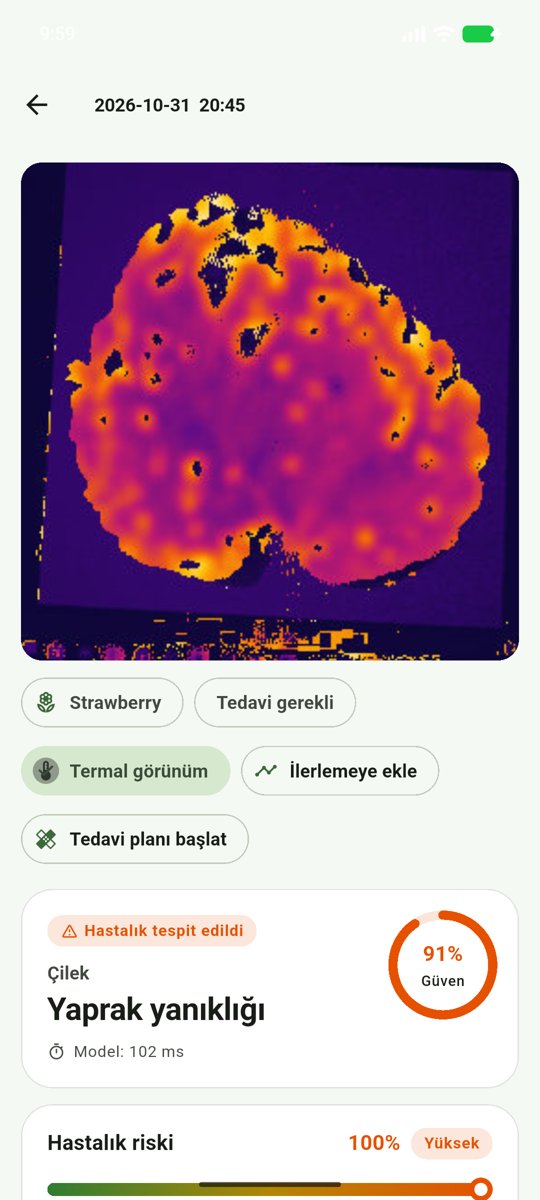 9:59
2026-10-31 20:45
Strawberry
Tedavi gerekli
Termal görünüm
İlerlemeye ekle
Tedavi planı başlat
Hastalık tespit edildi
91%
Güven
Çilek
Yaprak yanıklığı
Model: 102 ms
Hastalık riski
100%
Yüksek